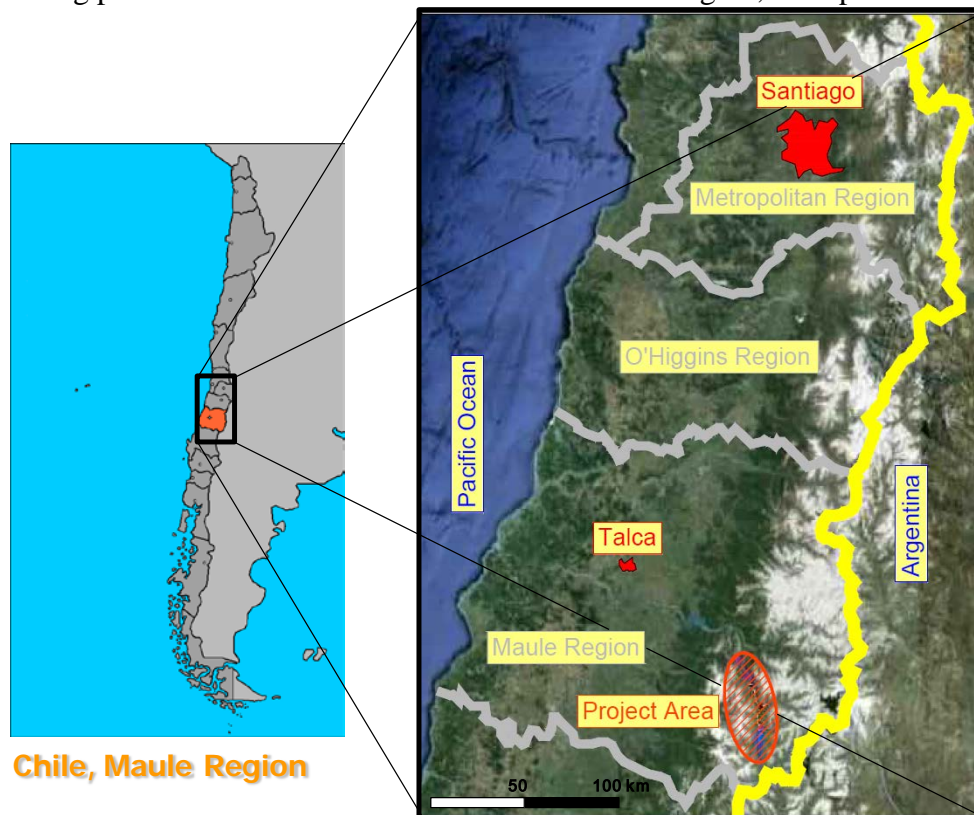 Santiago
Metropolitan Region
O'Higgins Region
Pacific Ocean
Argentina
Talca
Maule Region
Project Area
50
100 km
Chile, Maule Region